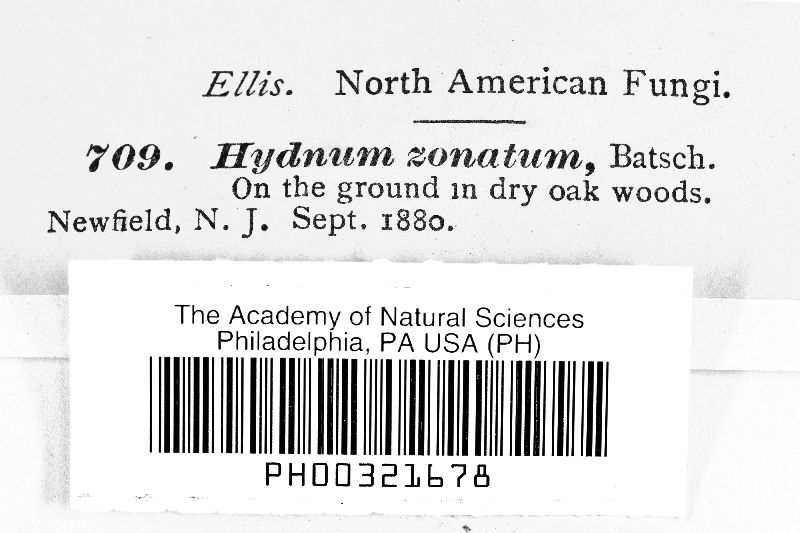 Ellis. North American Fungi.
709. Hydnum zonatum, Batsch.
On the ground in dry oak woods.
Newfield, N. J. Sept. 1880.
The Academy of Natural Sciences
Philadelphia, PA USA (PH)
PH00321678